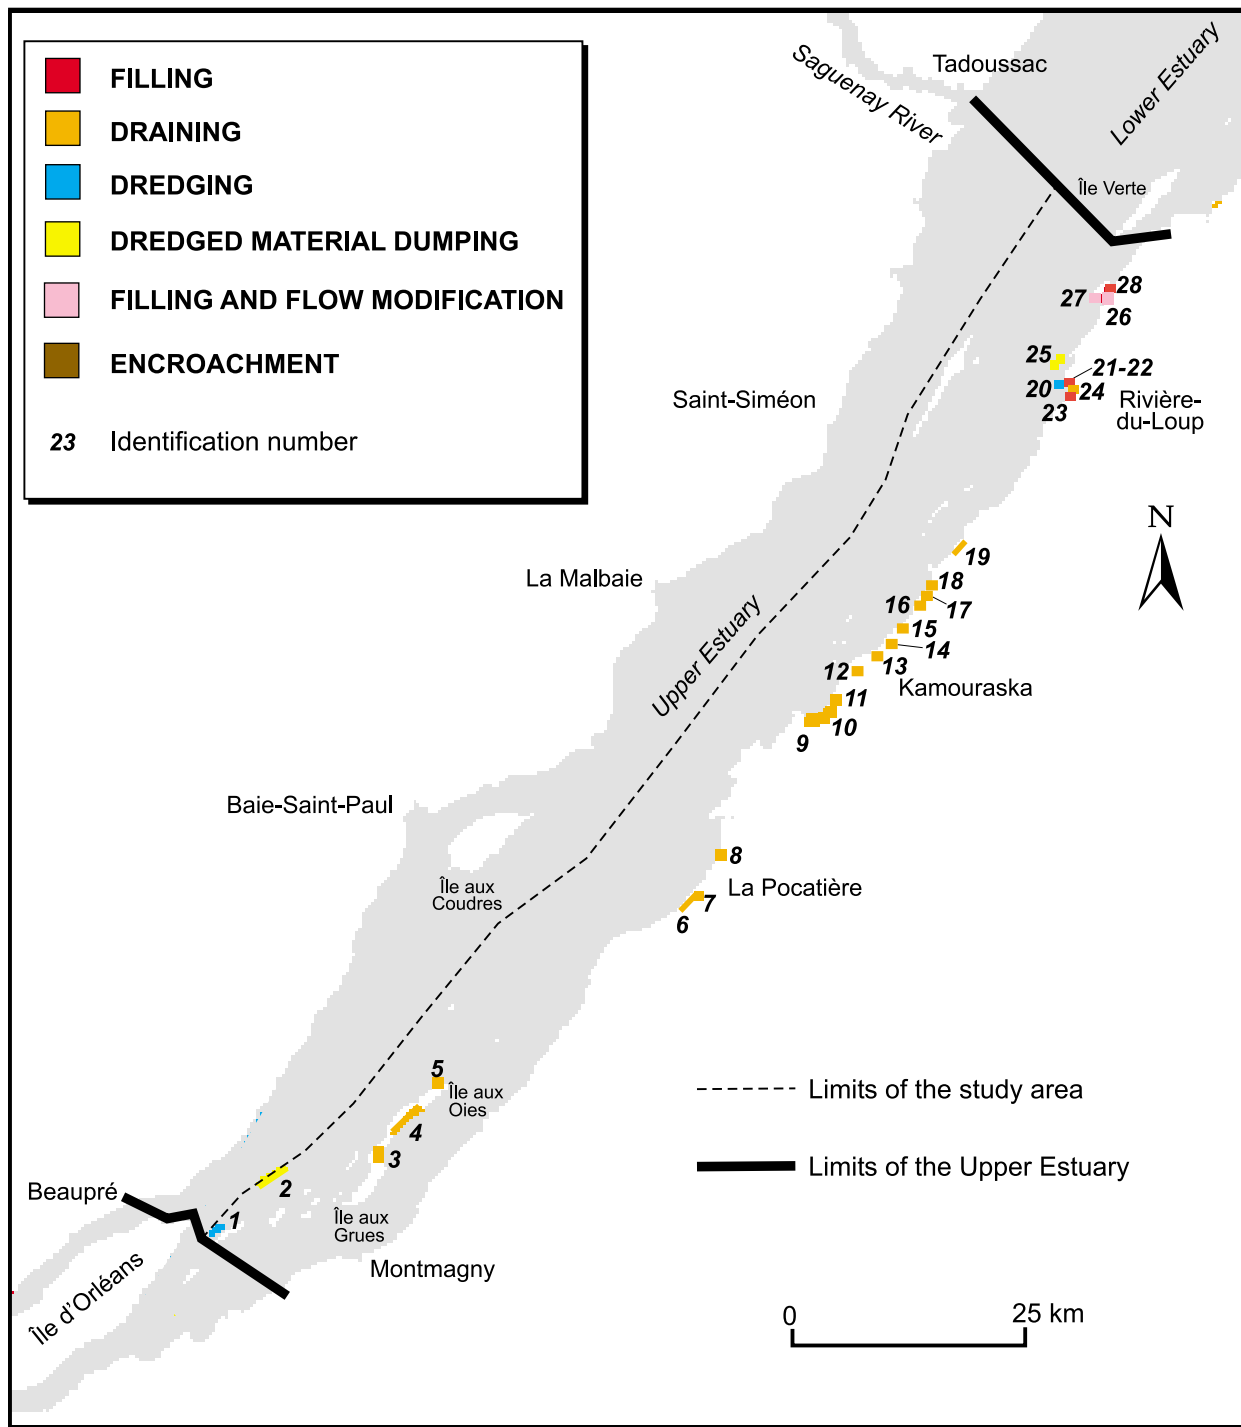 FILLING
DRAINING
DREDGING
DREDGED MATERIAL DUMPING
FILLING AND FLOW MODIFICATION
ENCROACHMENT
23 Identification number
Tadoussac
Saguenay River
Lower Estuary
Île Verte
28
27
26
25
21-22
20
24
23
Rivière-
du-Loup
Saint-Siméon
N
19
La Malbaie
18
16
17
15
14
13
12
Kamouraska
Upper Estuary
11
10
9
Baie-Saint-Paul
8
La Pocatière
Île aux
Coudres
7
6
5
Île aux
Oies
4
3
Limits of the study area
Limits of the Upper Estuary
2
Beaupré
1
Île aux
Grues
Montmagny
Île d'Orléans
0 25 km